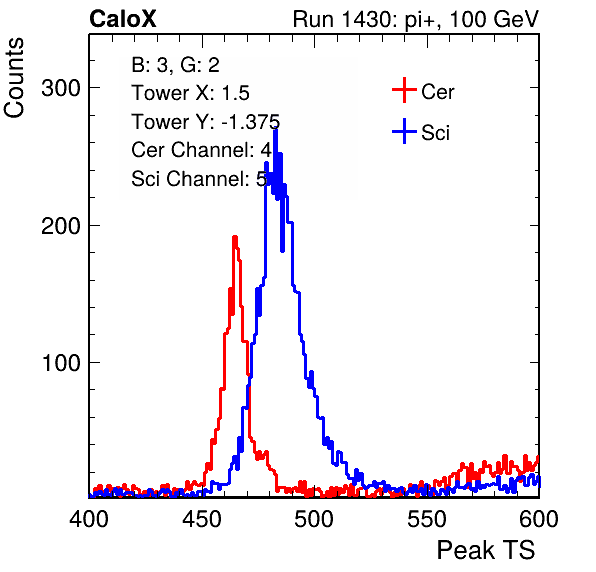 CaloX Run 1430: pi+, 100 GeV
Counts
B: 3, G: 2
Tower X: 1.5
Tower Y: -1.375
Cer Channel: 4
Sci Channel: 5
Cer
Sci
300
200
100
400 450 500 550 600
Peak TS